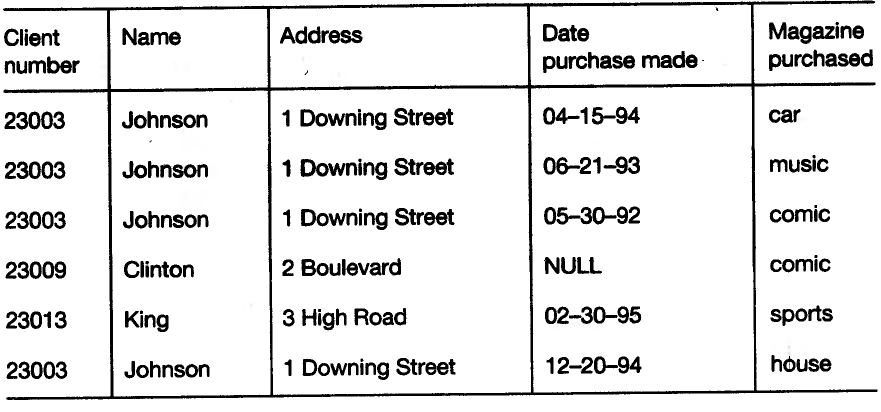 Client number Name Address Date purchase made Magazine purchased
23003 Johnson 1 Downing Street 04–15–94 car
23003 Johnson 1 Downing Street 06–21–93 music
23003 Johnson 1 Downing Street 05–30–92 comic
23009 Clinton 2 Boulevard NULL comic
23013 King 3 High Road 02–30–95 sports
23003 Johnson 1 Downing Street 12–20–94 house